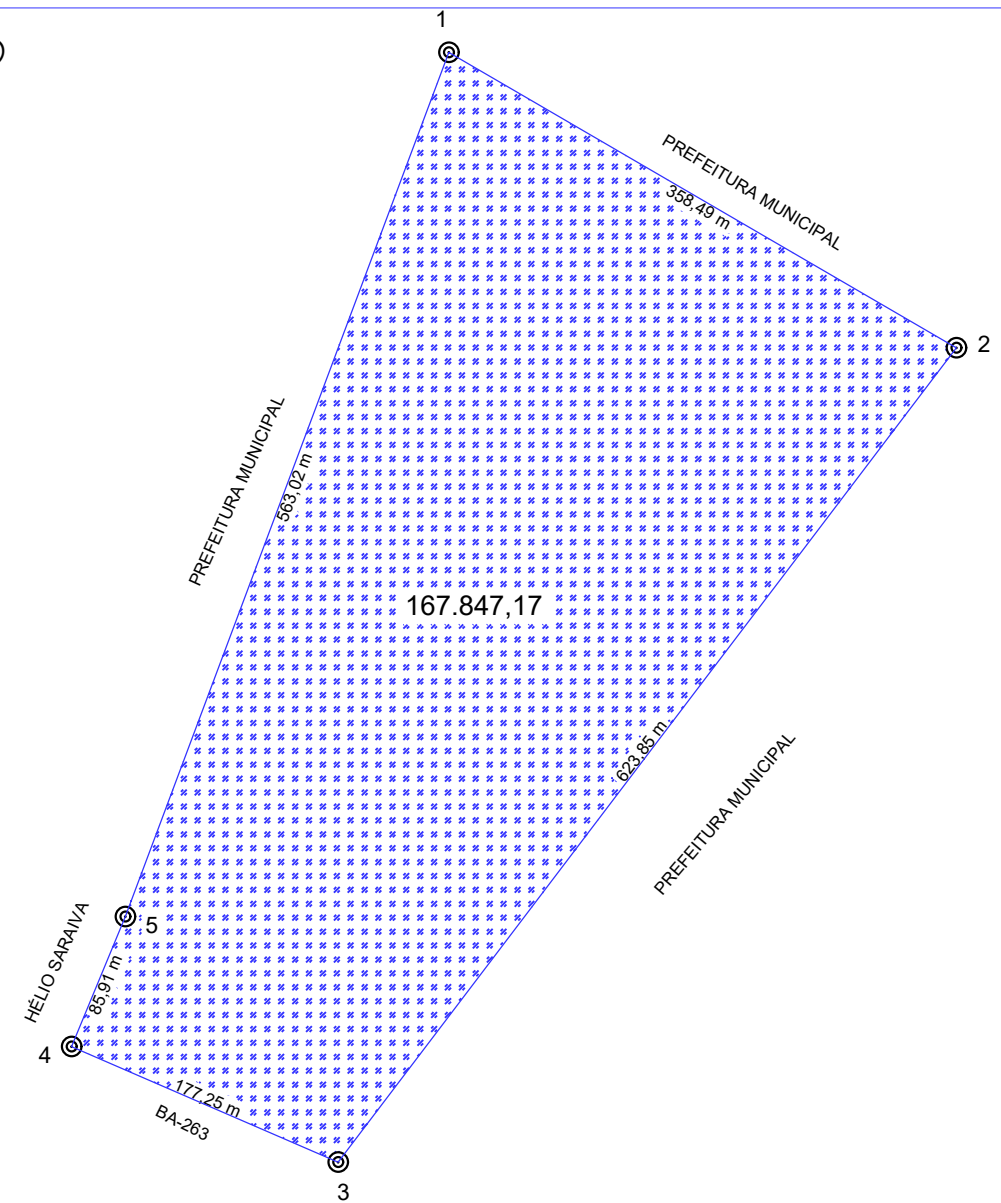 1
PREFEITURA MUNICIPAL
358,49 m
2
PREFEITURA MUNICIPAL
563,02 m
167.847,17
623,85 m
PREFEITURA MUNICIPAL
5
HÉLIO SARAIVA
85,91 m
4
177,25 m
BA-263
3